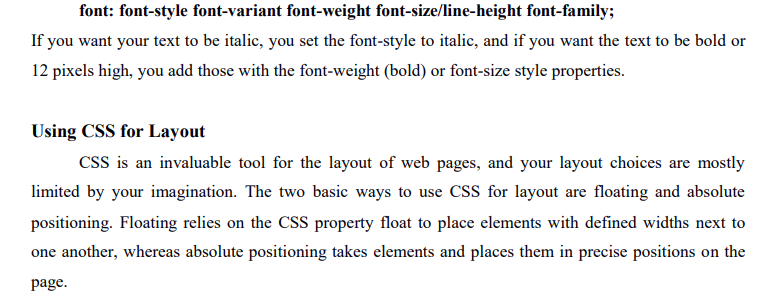 font: font-style font-variant font-weight font-size/line-height font-family;
If you want your text to be italic, you set the font-style to italic, and if you want the text to be bold or
12 pixels high, you add those with the font-weight (bold) or font-size style properties.
Using CSS for Layout
CSS is an invaluable tool for the layout of web pages, and your layout choices are mostly
limited by your imagination. The two basic ways to use CSS for layout are floating and absolute
positioning. Floating relies on the CSS property float to place elements with defined widths next to
one another, whereas absolute positioning takes elements and places them in precise positions on the
page.